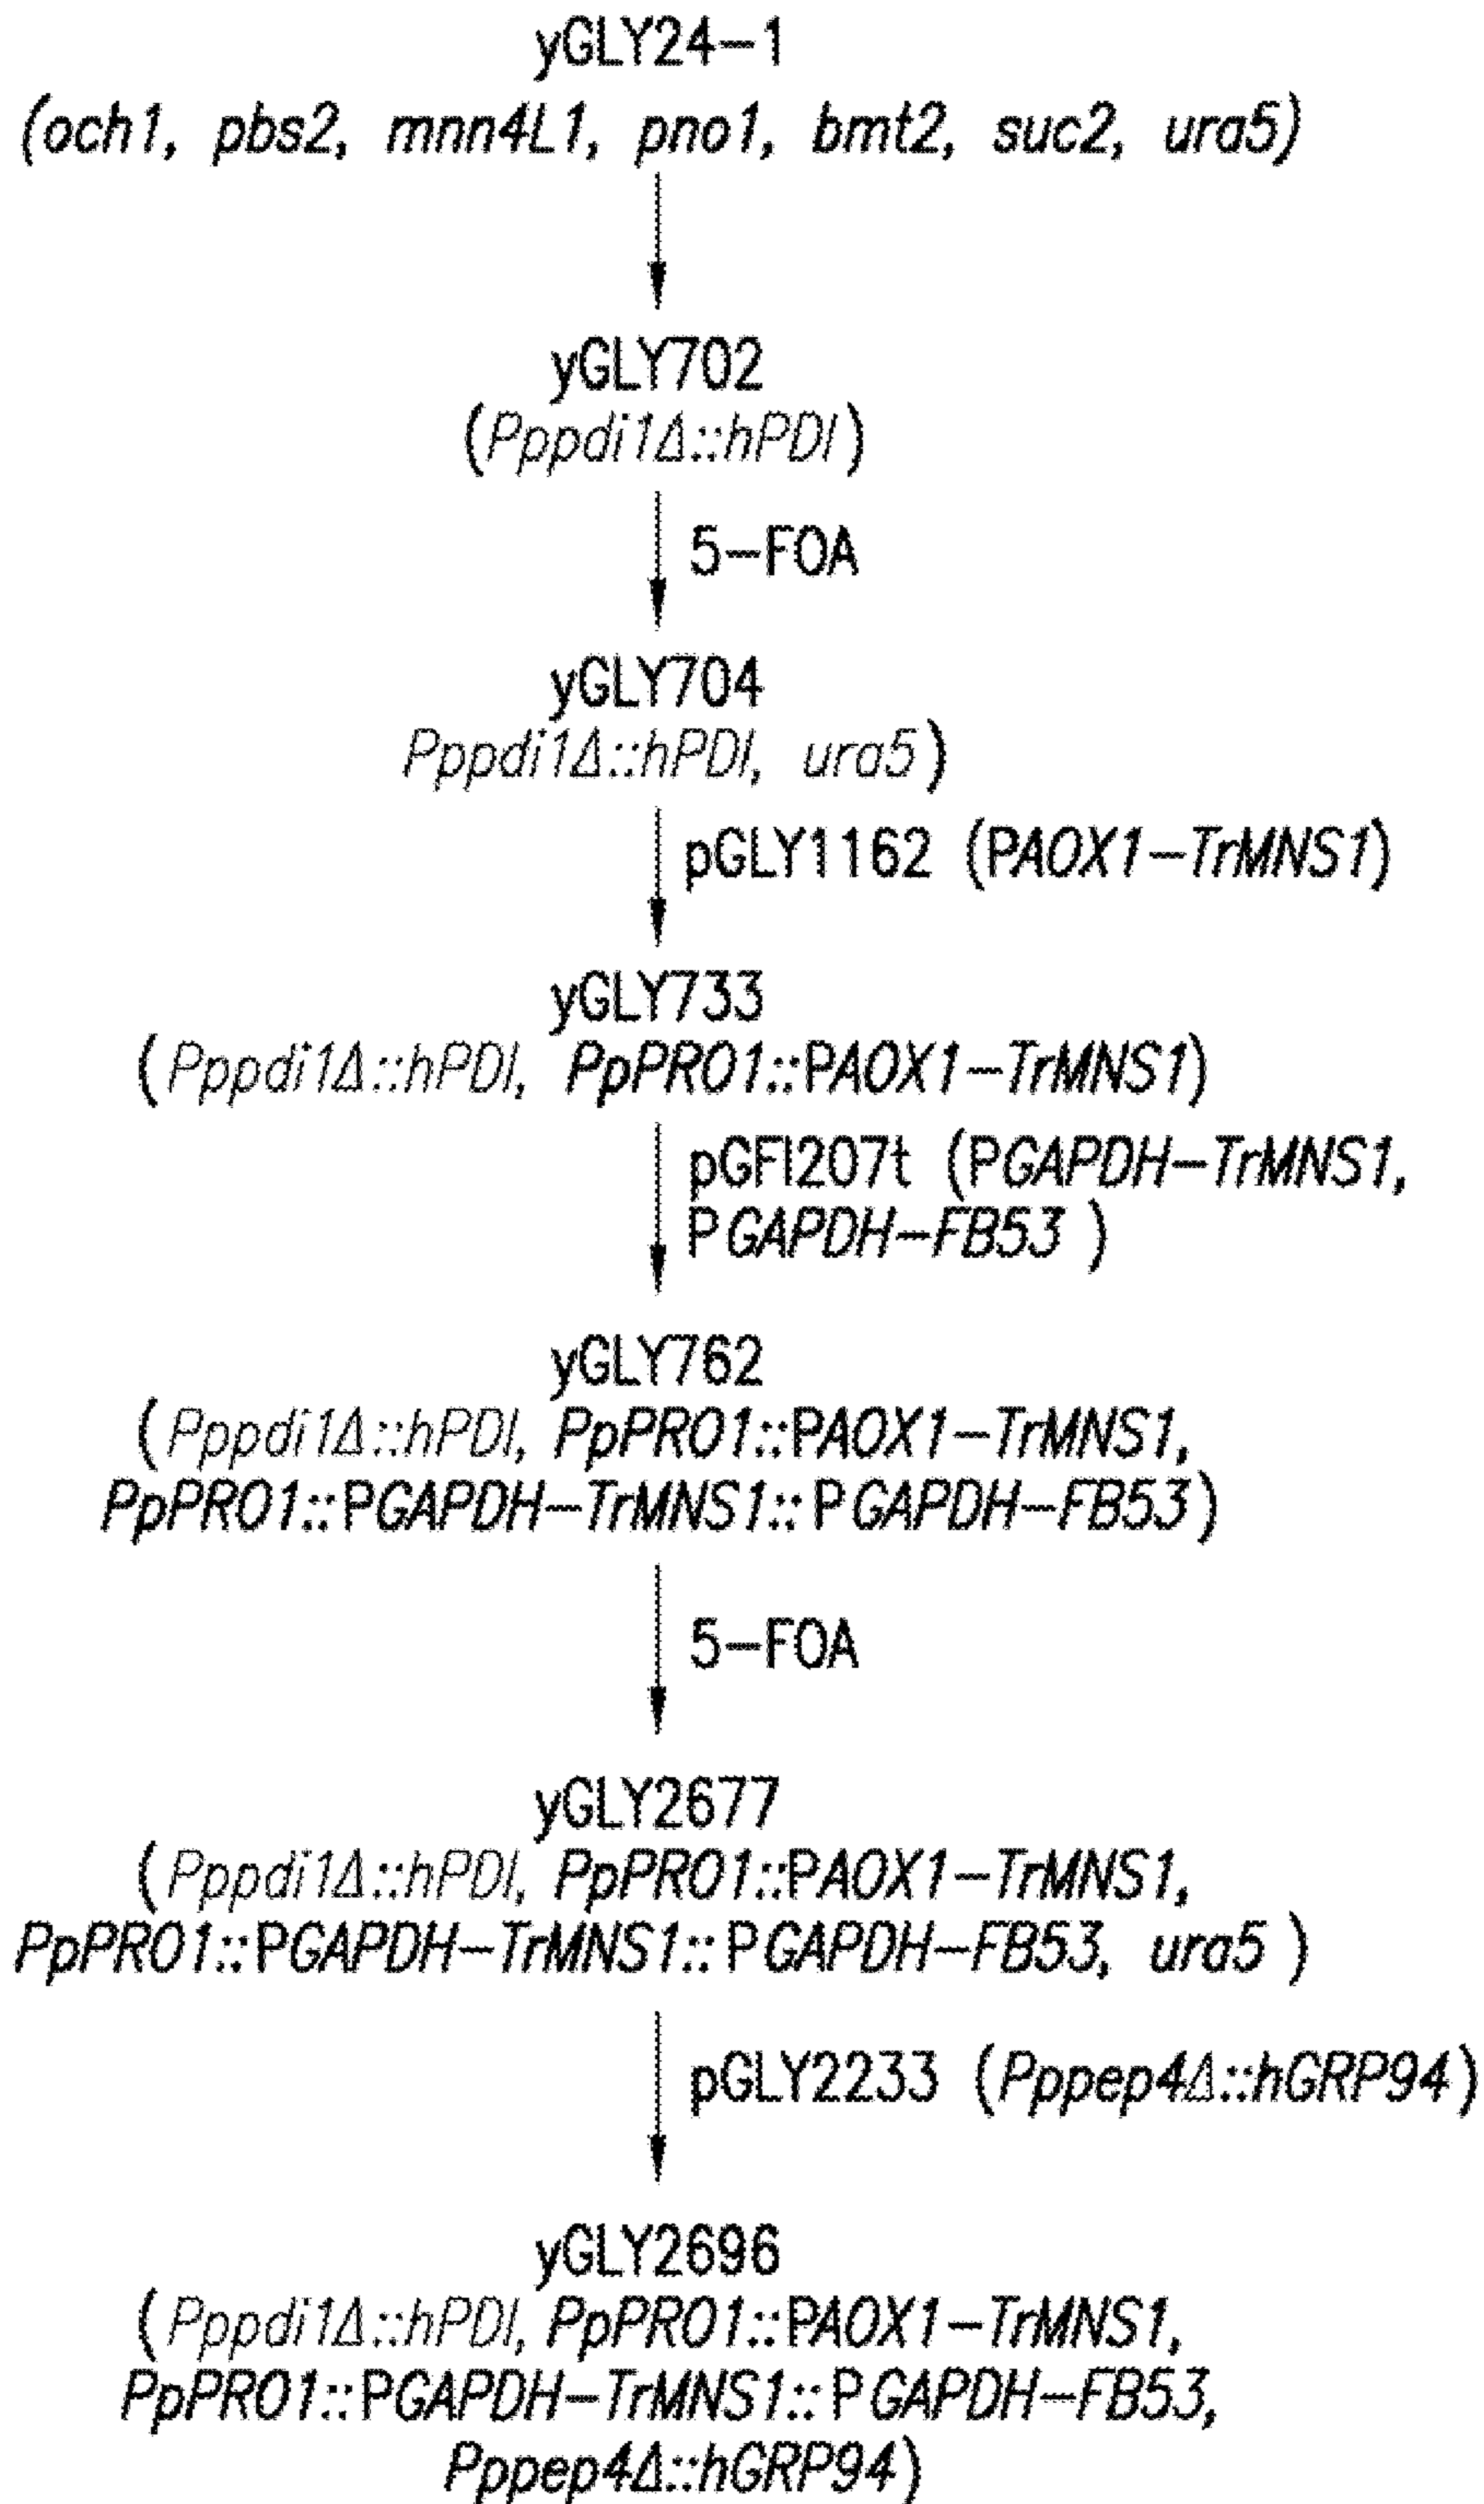 yGLY24-1
(och1, pbs2, mnn4L1, pno1, bmt2, suc2, ura5)
yGLY702
(Pppdi1Δ::hPDI)
5-FOA
yGLY704
Pppdi1Δ::hPDI, ura5)
pGLY1162 (PAOX1-TrMNS1)
yGLY733
(Pppdi1Δ::hPDI, PpPRO1::PAOX1-TrMNS1)
pGFI207t (PGAPDH-TrMNS1,
PGAPDH-FB53 )
yGLY762
(Pppdi1Δ::hPDI, PpPRO1::PAOX1-TrMNS1,
PpPRO1::PGAPDH-TrMNS1::PGAPDH-FB53)
5-FOA
yGLY2677
(Pppdi1Δ::hPDI, PpPRO1::PAOX1-TrMNS1,
PpPRO1::PGAPDH-TrMNS1::PGAPDH-FB53, ura5 )
pGLY2233 (Pppep4Δ::hGRP94)
yGLY2696
(Pppdi1Δ::hPDI, PpPRO1::PAOX1-TrMNS1,
PpPRO1::PGAPDH-TrMNS1::PGAPDH-FB53,
Pppep4Δ::hGRP94)